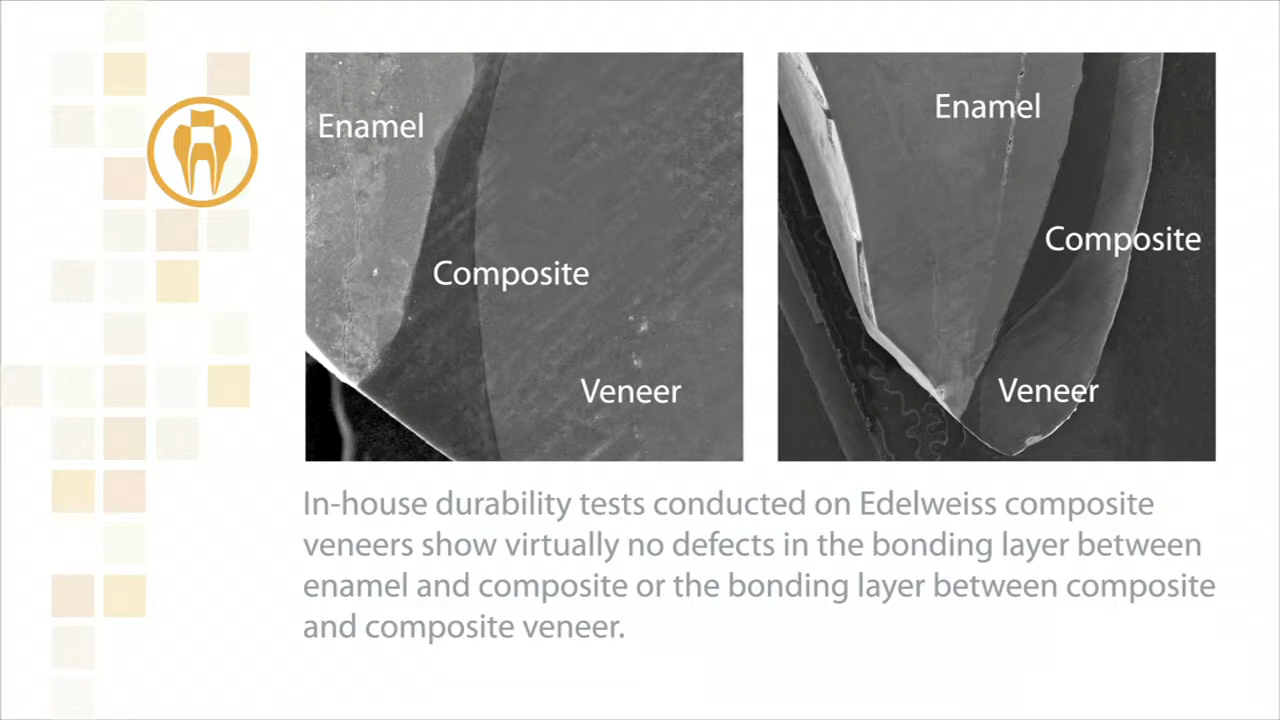 Enamel
Composite
Veneer
Enamel
Composite
Veneer
In-house durability tests conducted on Edelweiss composite
veneers show virtually no defects in the bonding layer between
enamel and composite or the bonding layer between composite
and composite veneer.